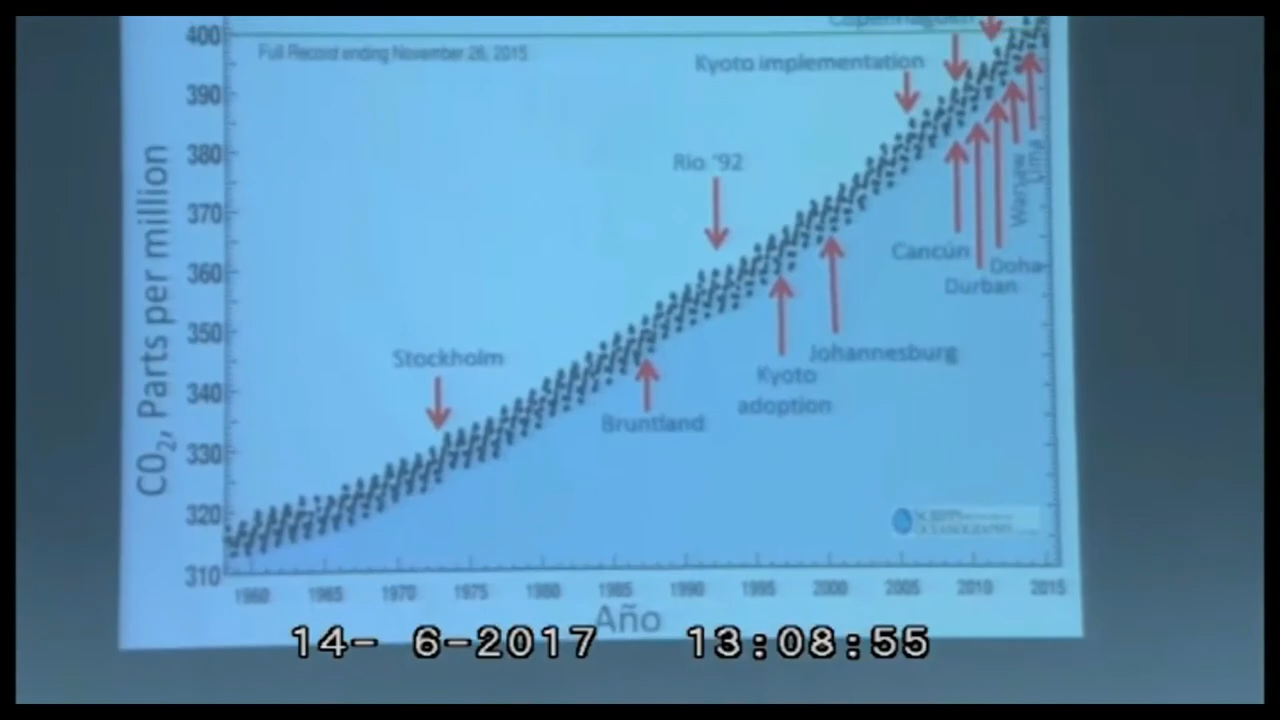 Copenhaguen
400
Full Record ending November 26, 2015
Kyoto implementation
390
380
Rio '92
Warsaw
Lima
370
Cancún
Doha
360
Durban
350
Stockholm
Johannesburg
Kyoto
adoption
340
Bruntland
330
320
310
CO₂, Parts per million
1960 1965 1970 1975 1980 1985 1990 1995 2000 2005 2010 2015
Año
14- 6-2017 13:08:55